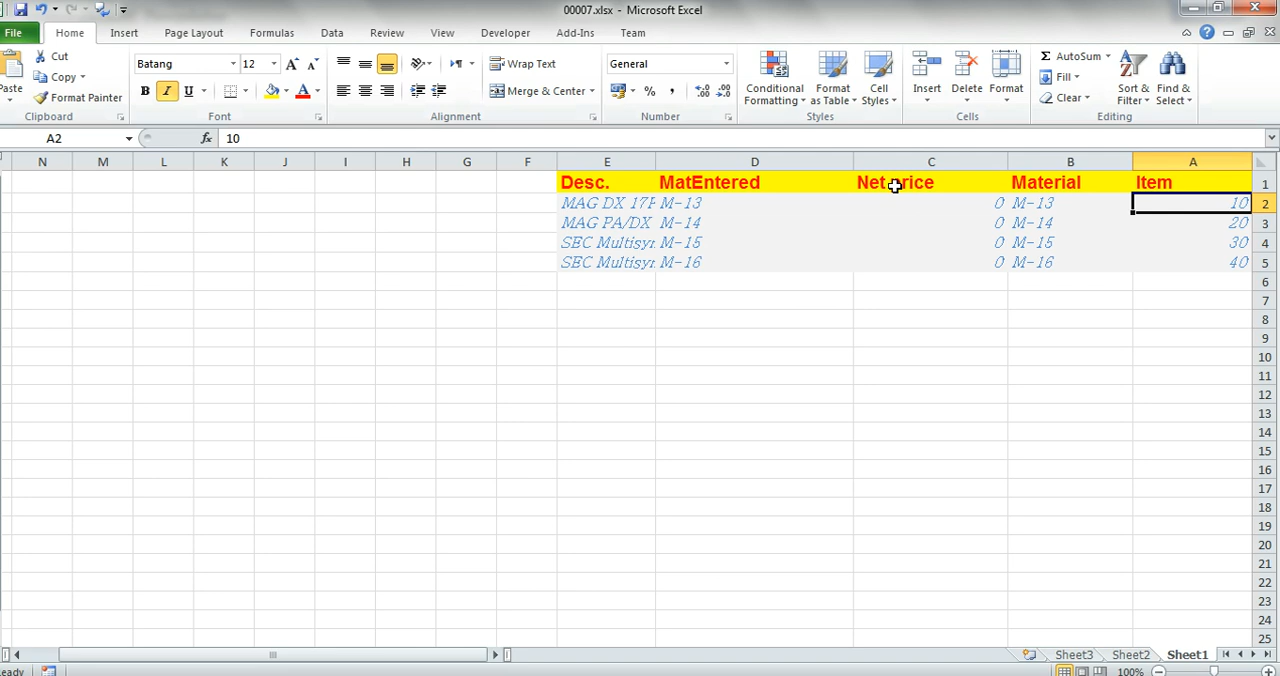 00007.xlsx - Microsoft Excel
File Home Insert Page Layout Formulas Data Review View Developer Add-Ins Team
Cut
Copy
Format Painter
Paste
Clipboard
Batang 12
B I U
Font
Wrap Text
Merge & Center
Alignment
General
Number
Conditional Formatting
Format as Table
Cell Styles
Styles
Insert
Delete
Format
Cells
AutoSum
Fill
Clear
Sort & Filter
Find & Select
Editing
A2 fx 10
N M L K J I H G F E D C B A
Desc. MatEntered Net price Material Item 1
MAG DX 17F M-13 0 M-13 10 2
MAG PA/DX M-14 0 M-14 20 3
SEC Multisyn M-15 0 M-15 30 4
SEC Multisyn M-16 0 M-16 40 5
6
7
8
9
10
11
12
13
14
15
16
17
18
19
20
21
22
23
24
25
Sheet3 Sheet2 Sheet1
100%